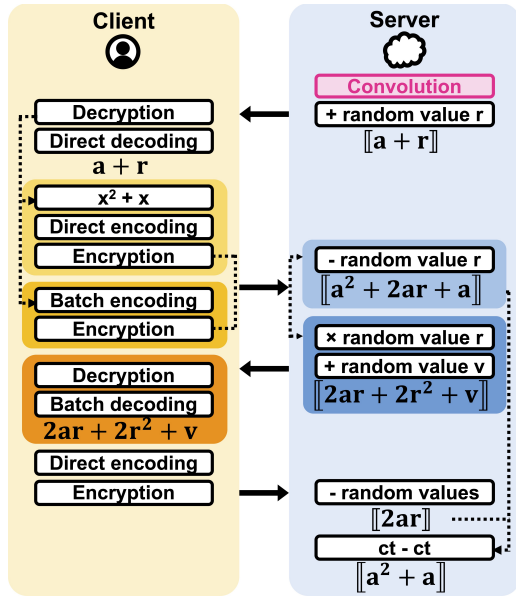 Client
Decryption
Direct decoding
a + r
x² + x
Direct encoding
Encryption
Batch encoding
Encryption
Decryption
Batch decoding
2ar + 2r² + v
Direct encoding
Encryption
Server
Convolution
+ random value r
⟦a + r⟧
- random value r
⟦a² + 2ar + a⟧
× random value r
+ random value v
⟦2ar + 2r² + v⟧
- random values
⟦2ar⟧
ct - ct
⟦a² + a⟧